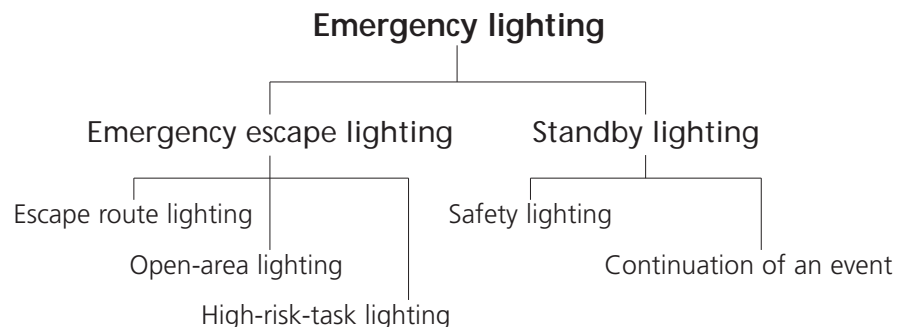 Emergency lighting
Emergency escape lighting
Standby lighting
Escape route lighting
Safety lighting
Open-area lighting
Continuation of an event
High-risk-task lighting